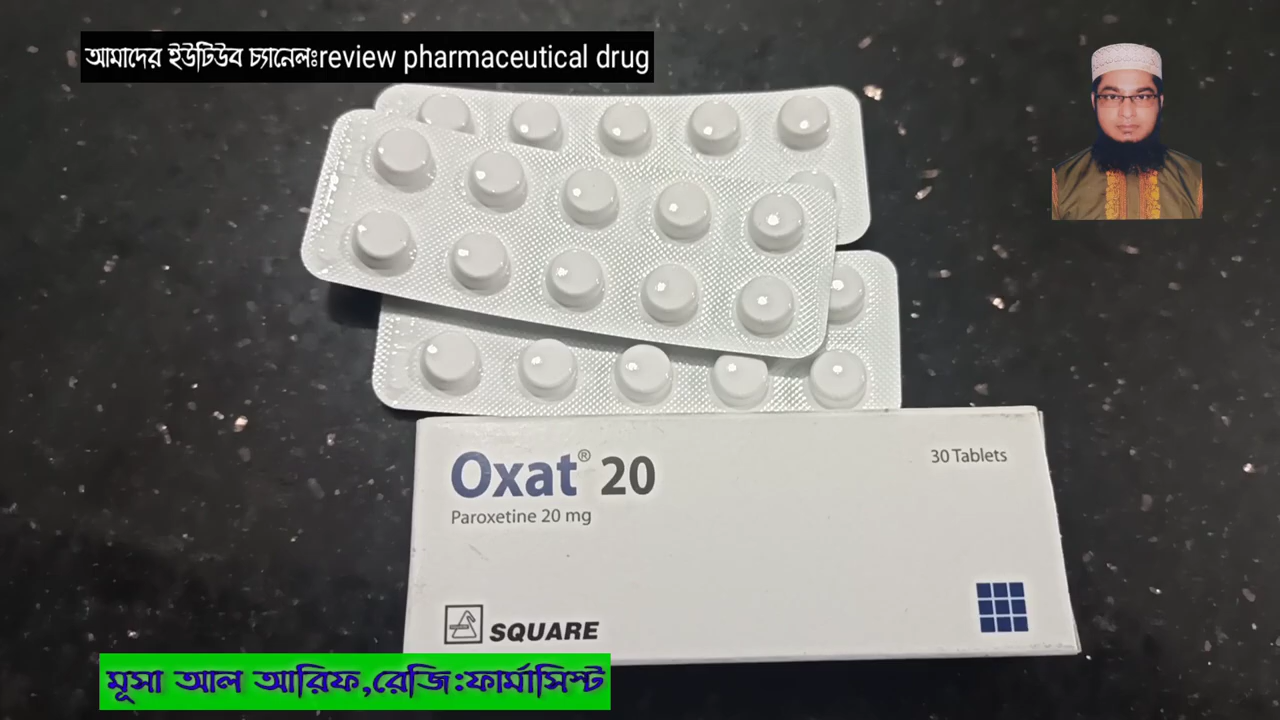 আমাদের ইউটিউব চ্যানেলঃreview pharmaceutical drug
Oxat® 20
30 Tablets
Paroxetine 20 mg
SQUARE
মূসা আল আরিফ,রেজি:ফার্মাসিস্ট